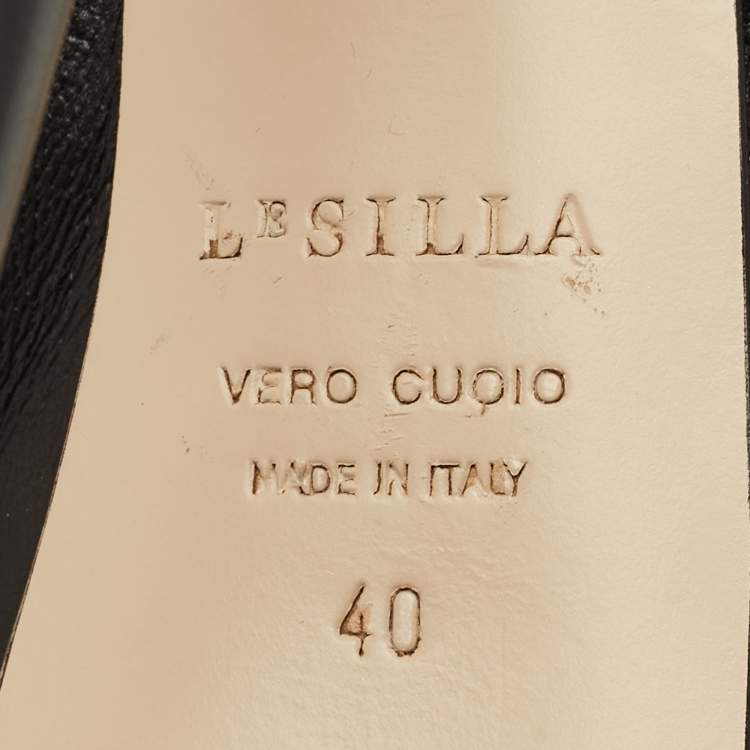 LE SILLA
VERO CUOIO
MADE IN ITALY
40